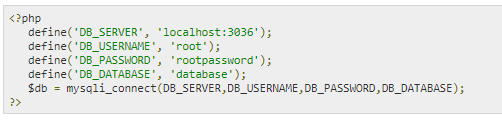 <?php
define('DB_SERVER', 'localhost:3036');
define('DB_USERNAME', 'root');
define('DB_PASSWORD', 'rootpassword');
define('DB_DATABASE', 'database');
$db = mysqli_connect(DB_SERVER,DB_USERNAME,DB_PASSWORD,DB_DATABASE);
?>